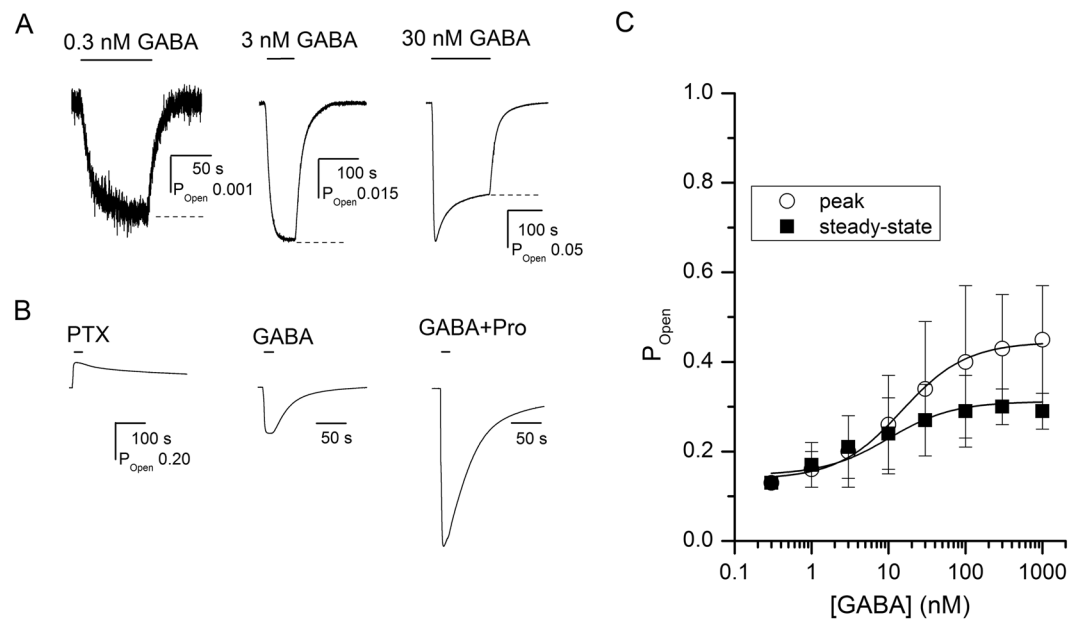 A
0.3 nM GABA
3 nM GABA
30 nM GABA
50 s
P Open 0.001
100 s
P Open 0.015
100 s
P Open 0.05
B
PTX
GABA
GABA+Pro
100 s
P Open 0.20
50 s
50 s
C
1.0
0.8
0.6
0.4
0.2
0.0
P Open
peak
steady-state
0.1
1
10
100
1000
[GABA] (nM)